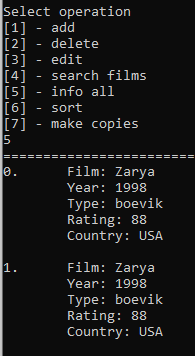 Select operation
[1] - add
[2] - delete
[3] - edit
[4] - search films
[5] - info all
[6] - sort
[7] - make copies
5
========================
0. Film: Zarya
Year: 1998
Type: boevik
Rating: 88
Country: USA
1. Film: Zarya
Year: 1998
Type: boevik
Rating: 88
Country: USA